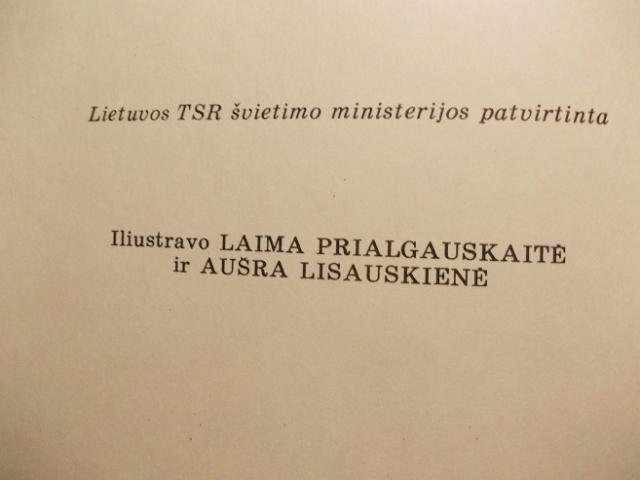 Lietuvos TSR švietimo ministerijos patvirtinta
Iliustravo LAIMA PRIALGAUSKAITĖ
ir AUŠRA LISAUSKIENĖ